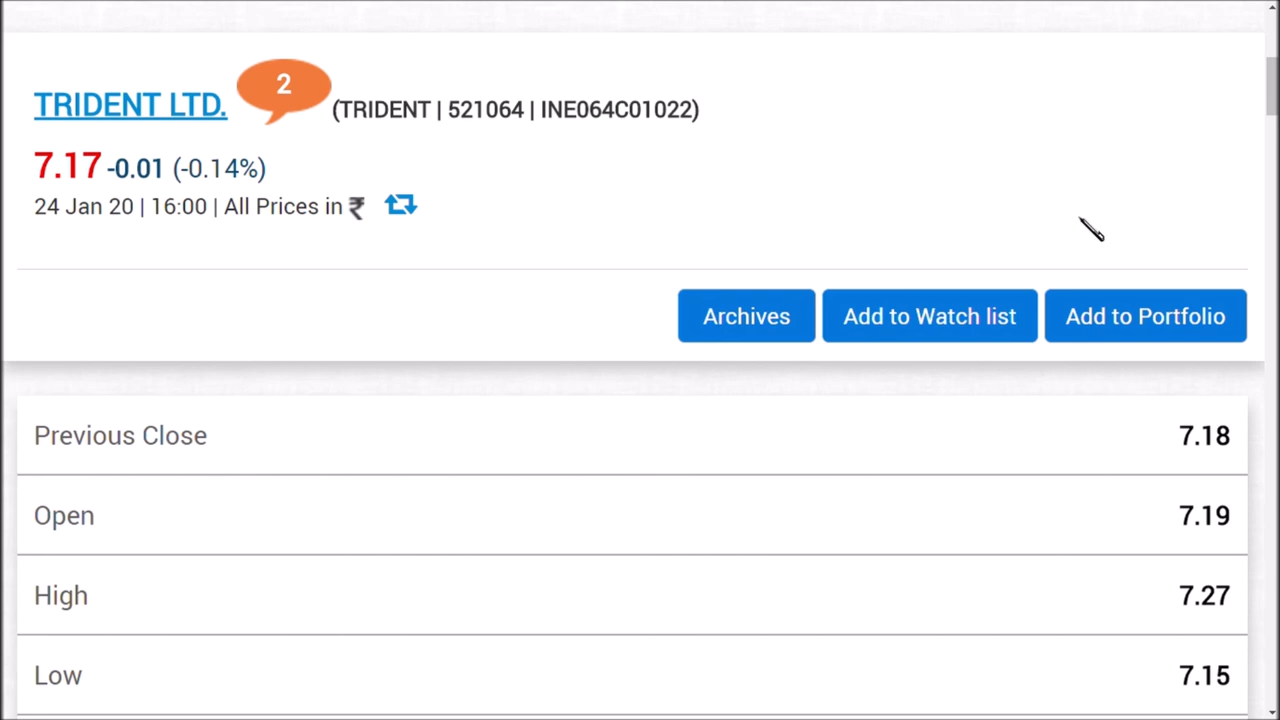 TRIDENT LTD. 2 (TRIDENT | 521064 | INE064C01022)
7.17 -0.01 (-0.14%)
24 Jan 20 | 16:00 | All Prices in ₹
Archives Add to Watch list Add to Portfolio
Previous Close 7.18
Open 7.19
High 7.27
Low 7.15